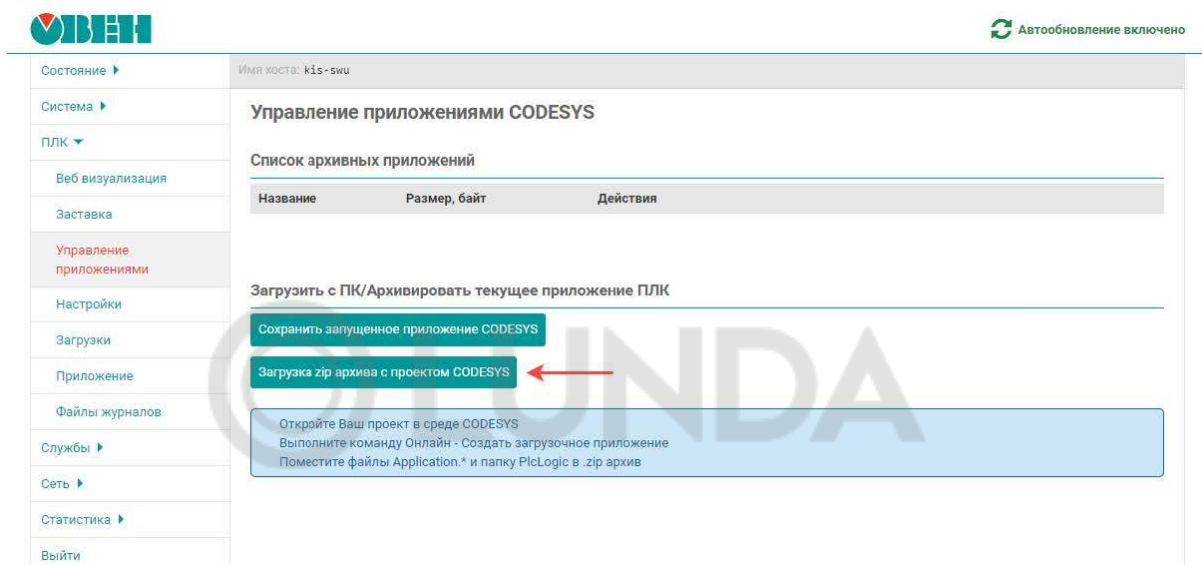 ОВЕН
Автообновление включено
Состояние
Имя хоста: kis-swu
Система
ПЛК
Веб визуализация
Заставка
Управление
приложениями
Настройки
Загрузки
Приложение
Файлы журналов
Службы
Сеть
Статистика
Выйти
Управление приложениями CODESYS
Список архивных приложений
Название Размер, байт Действия
Загрузить с ПК/Архивировать текущее приложение ПЛК
Сохранить запущенное приложение CODESYS
Загрузка zip архива с проектом CODESYS
Откройте Ваш проект в среде CODESYS
Выполните команду Онлайн - Создать загрузочное приложение
Поместите файлы Application.* и папку PlcLogic в .zip архив
OUNDA